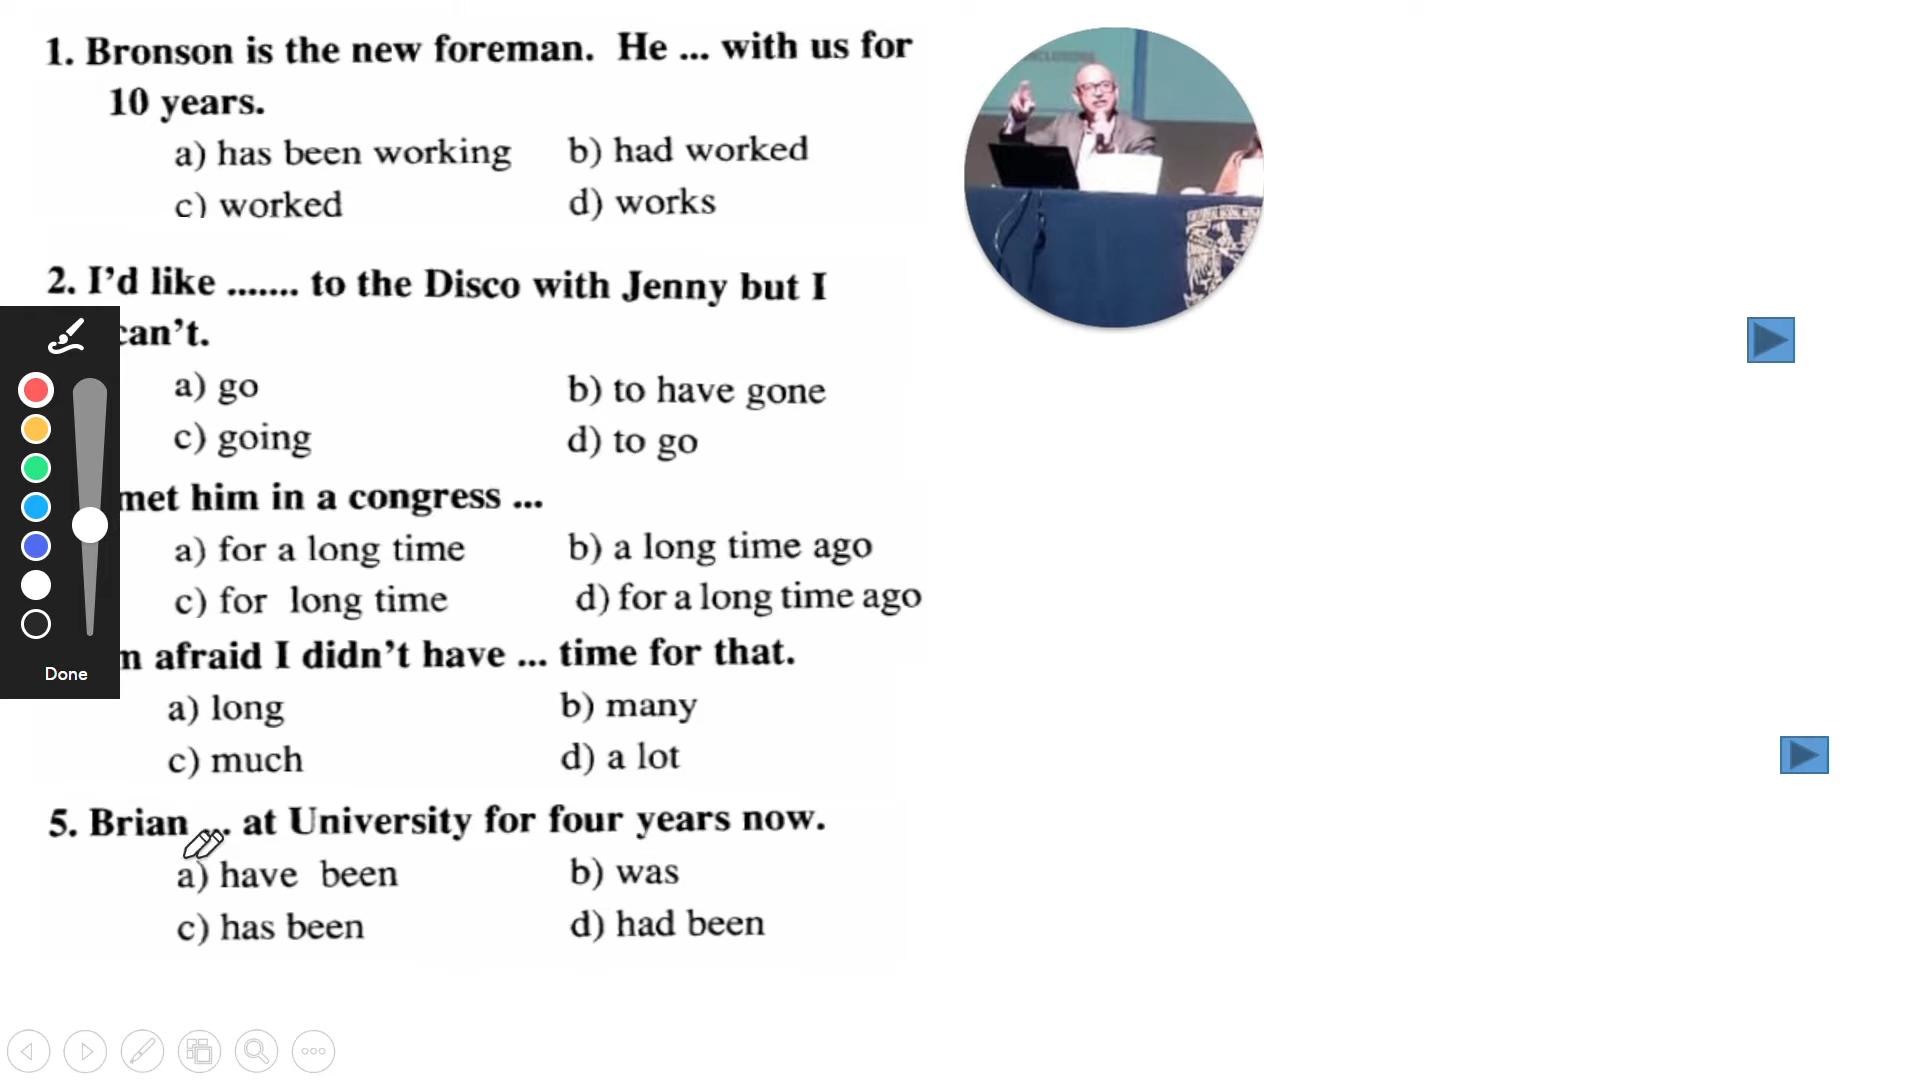 1. Bronson is the new foreman. He ... with us for
10 years.
a) has been working b) had worked
c) worked d) works
2. I'd like ....... to the Disco with Jenny but I
can't.
a) go b) to have gone
c) going d) to go
met him in a congress ...
a) for a long time b) a long time ago
c) for long time d) for a long time ago
afraid I didn't have ... time for that.
a) long b) many
c) much d) a lot
Done
5. Brian ... at University for four years now.
a) have been b) was
c) has been d) had been